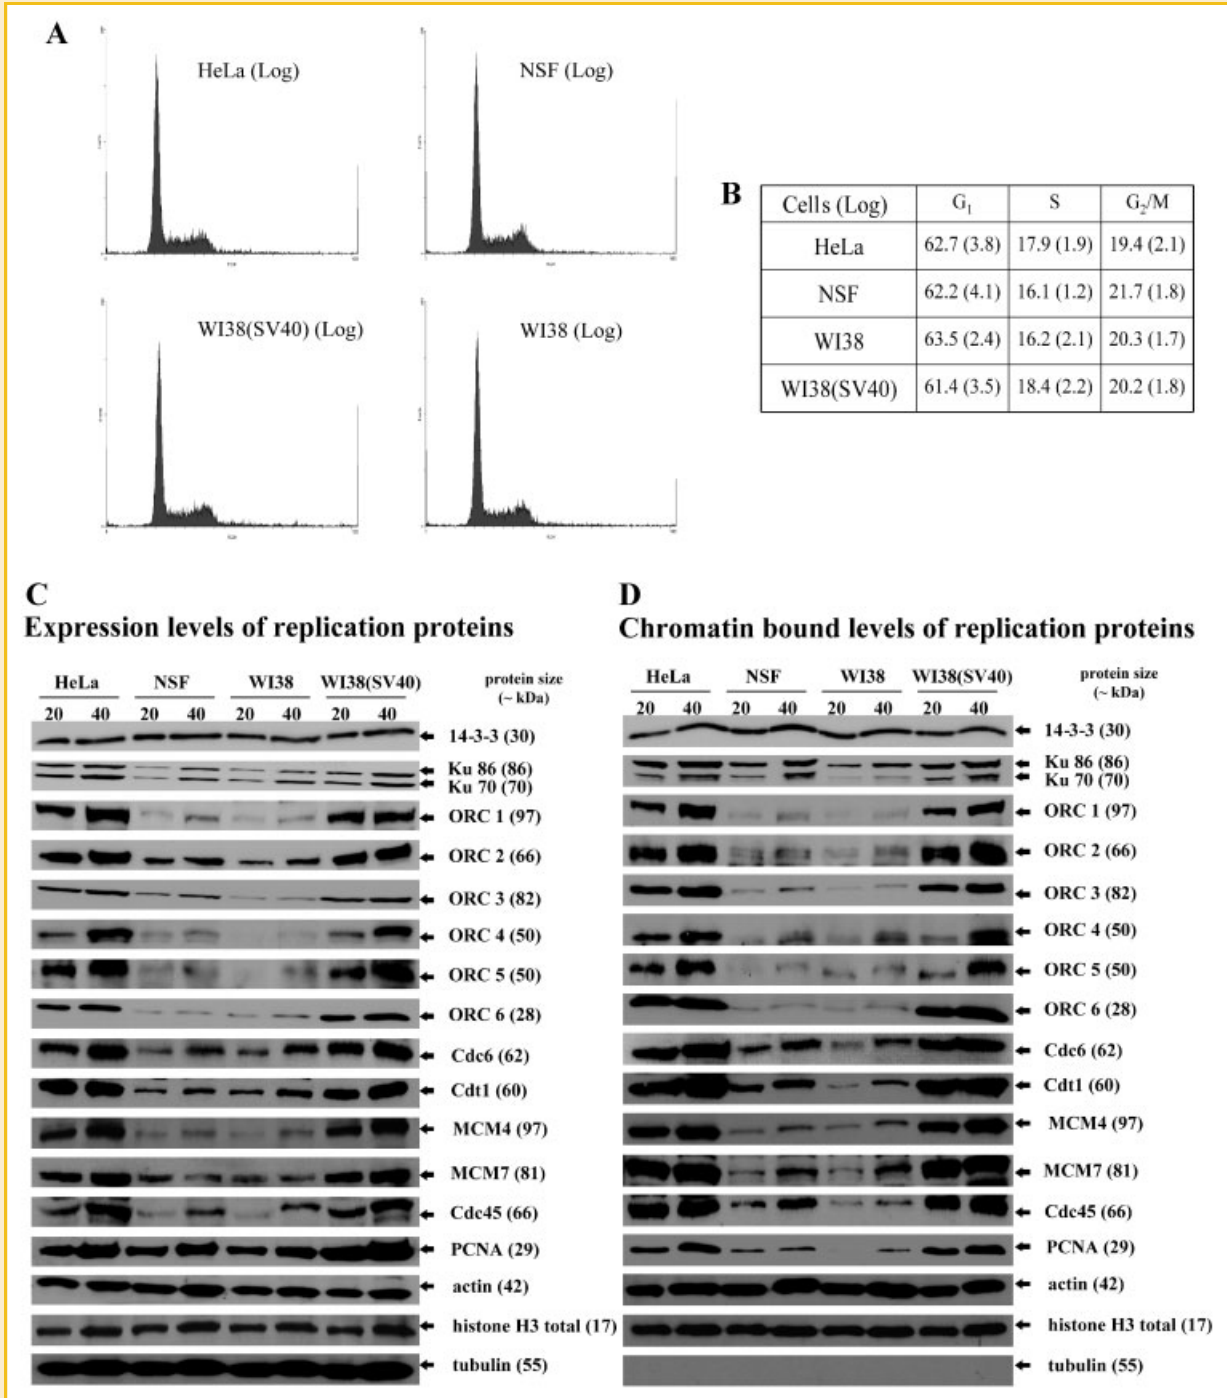 A
HeLa (Log)
NSF (Log)
WI38(SV40) (Log)
WI38 (Log)
B
Cells (Log) G1 S G2/M
HeLa 62.7 (3.8) 17.9 (1.9) 19.4 (2.1)
NSF 62.2 (4.1) 16.1 (1.2) 21.7 (1.8)
WI38 63.5 (2.4) 16.2 (2.1) 20.3 (1.7)
WI38(SV40) 61.4 (3.5) 18.4 (2.2) 20.2 (1.8)
C
Expression levels of replication proteins
HeLa NSF WI38 WI38(SV40) protein size
(~ kDa)
20 40 20 40 20 40 20 40
14-3-3 (30)
Ku 86 (86)
Ku 70 (70)
ORC 1 (97)
ORC 2 (66)
ORC 3 (82)
ORC 4 (50)
ORC 5 (50)
ORC 6 (28)
Cdc6 (62)
Cdt1 (60)
MCM4 (97)
MCM7 (81)
Cdc45 (66)
PCNA (29)
actin (42)
histone H3 total (17)
tubulin (55)
D
Chromatin bound levels of replication proteins
HeLa NSF WI38 WI38(SV40) protein size
(~ kDa)
20 40 20 40 20 40 20 40
14-3-3 (30)
Ku 86 (86)
Ku 70 (70)
ORC 1 (97)
ORC 2 (66)
ORC 3 (82)
ORC 4 (50)
ORC 5 (50)
ORC 6 (28)
Cdc6 (62)
Cdt1 (60)
MCM4 (97)
MCM7 (81)
Cdc45 (66)
PCNA (29)
actin (42)
histone H3 total (17)
tubulin (55)